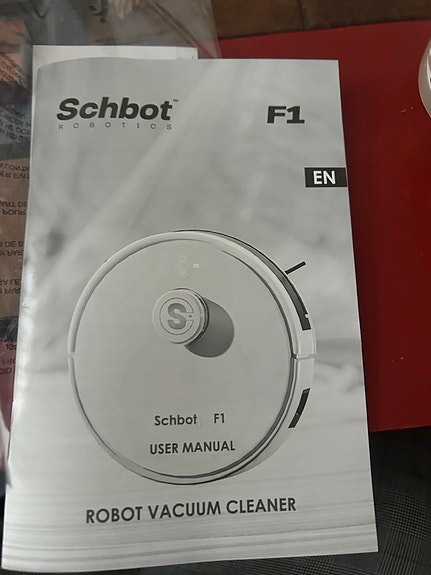 Schbot™
ROBOTICS
F1
EN
S
Schbot F1
USER MANUAL
ROBOT VACUUM CLEANER